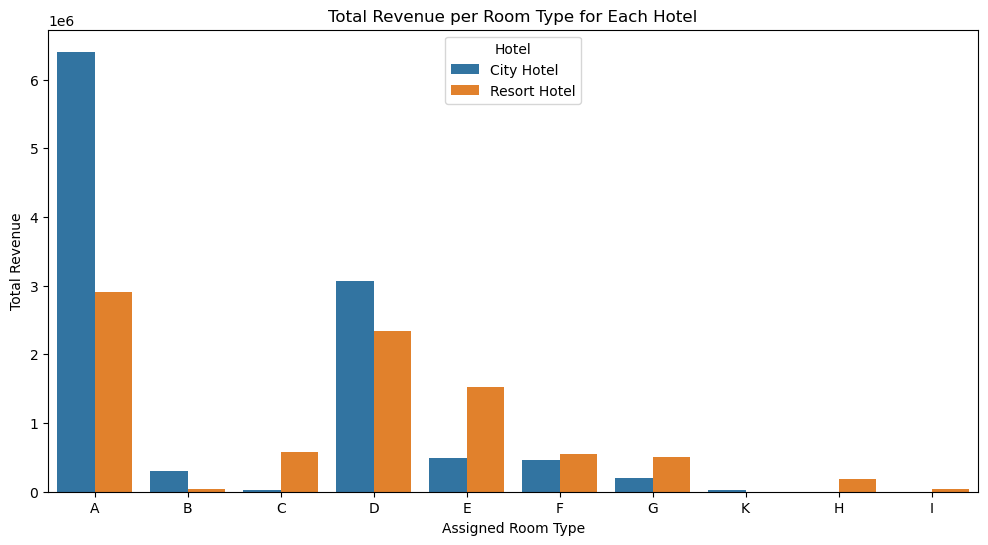 Total Revenue per Room Type for Each Hotel
1e6
Hotel
City Hotel
Resort Hotel
6
5
4
3
2
1
0
Total Revenue
A B C D E F G K H I
Assigned Room Type